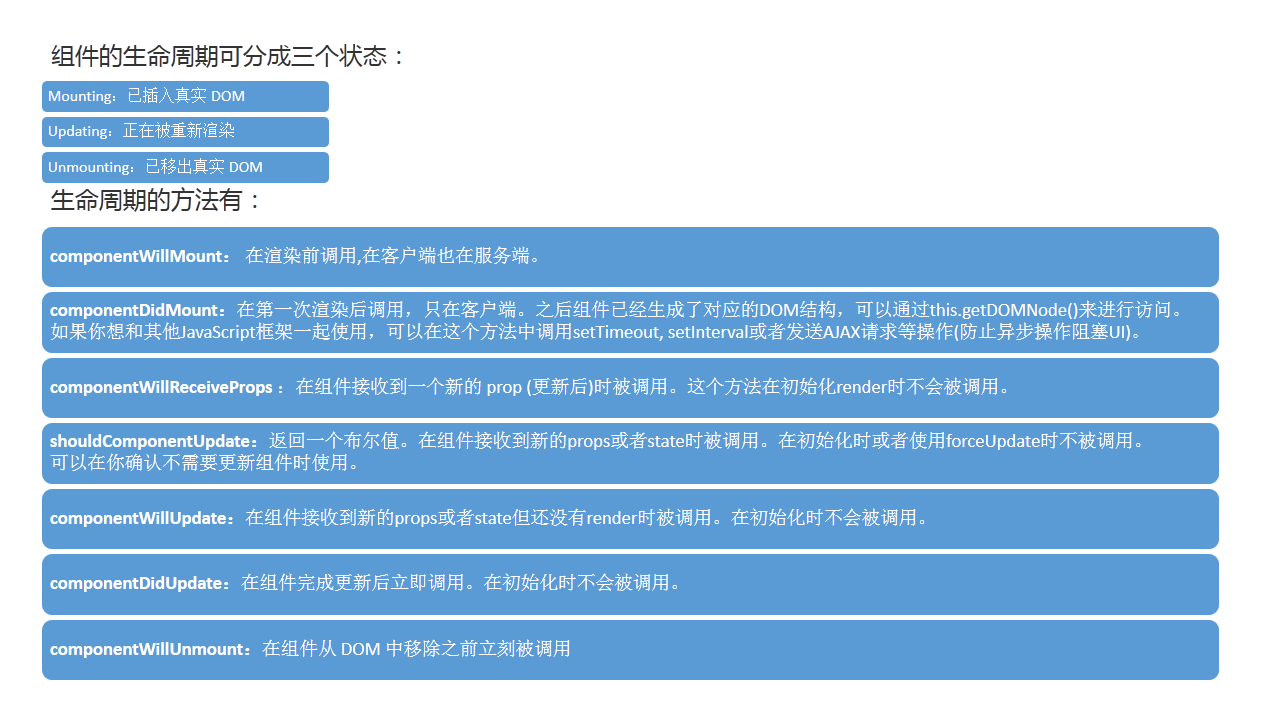 组件的生命周期可分成三个状态：
Mounting：已插入真实 DOM
Updating：正在被重新渲染
Unmounting：已移出真实 DOM
生命周期的方法有：
componentWillMount： 在渲染前调用,在客户端也在服务端。
componentDidMount：在第一次渲染后调用，只在客户端。之后组件已经生成了对应的DOM结构，可以通过this.getDOMNode()来进行访问。
如果你想和其他JavaScript框架一起使用，可以在这个方法中调用setTimeout, setInterval或者发送AJAX请求等操作(防止异步操作阻塞UI)。
componentWillReceiveProps ：在组件接收到一个新的 prop (更新后)时被调用。这个方法在初始化render时不会被调用。
shouldComponentUpdate：返回一个布尔值。在组件接收到新的props或者state时被调用。在初始化时或者使用forceUpdate时不被调用。
可以在你确认不需要更新组件时使用。
componentWillUpdate：在组件接收到新的props或者state但还没有render时被调用。在初始化时不会被调用。
componentDidUpdate：在组件完成更新后立即调用。在初始化时不会被调用。
componentWillUnmount：在组件从 DOM 中移除之前立刻被调用